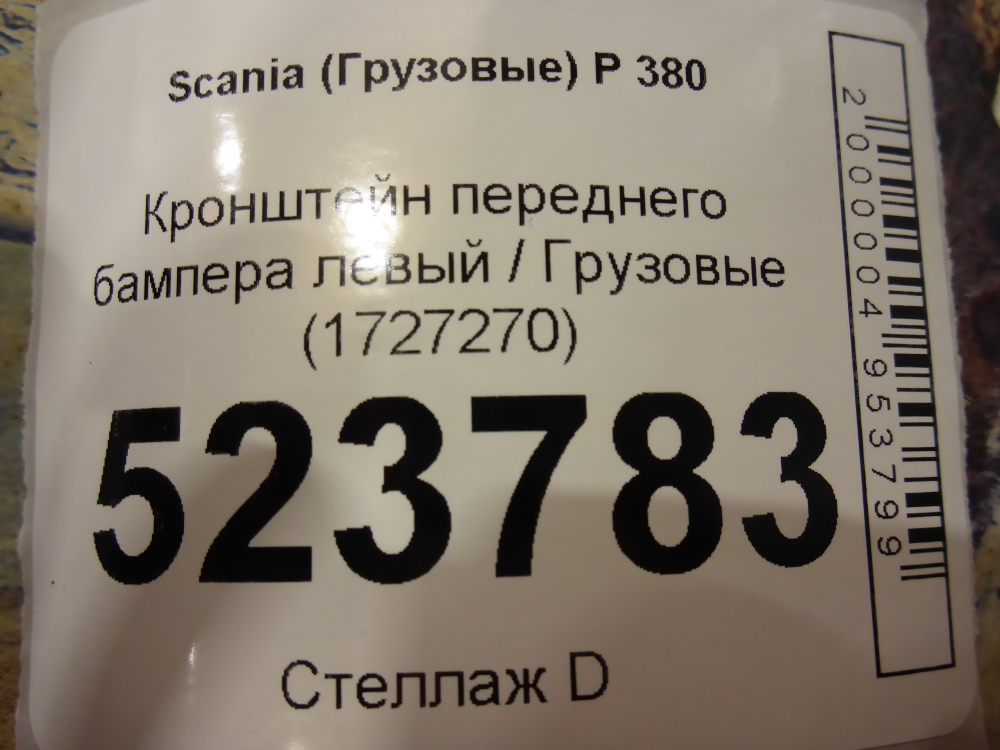 Scania (Грузовые) P 380
Кронштейн переднего
бампера левый / Грузовые
(1727270)
523783
Стеллаж D
2000004953799